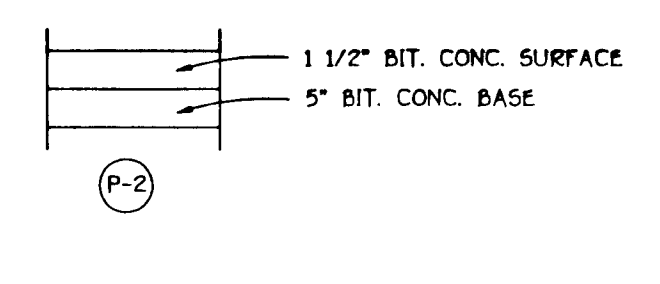 1 1/2" BIT. CONC. SURFACE
5" BIT. CONC. BASE
P-2